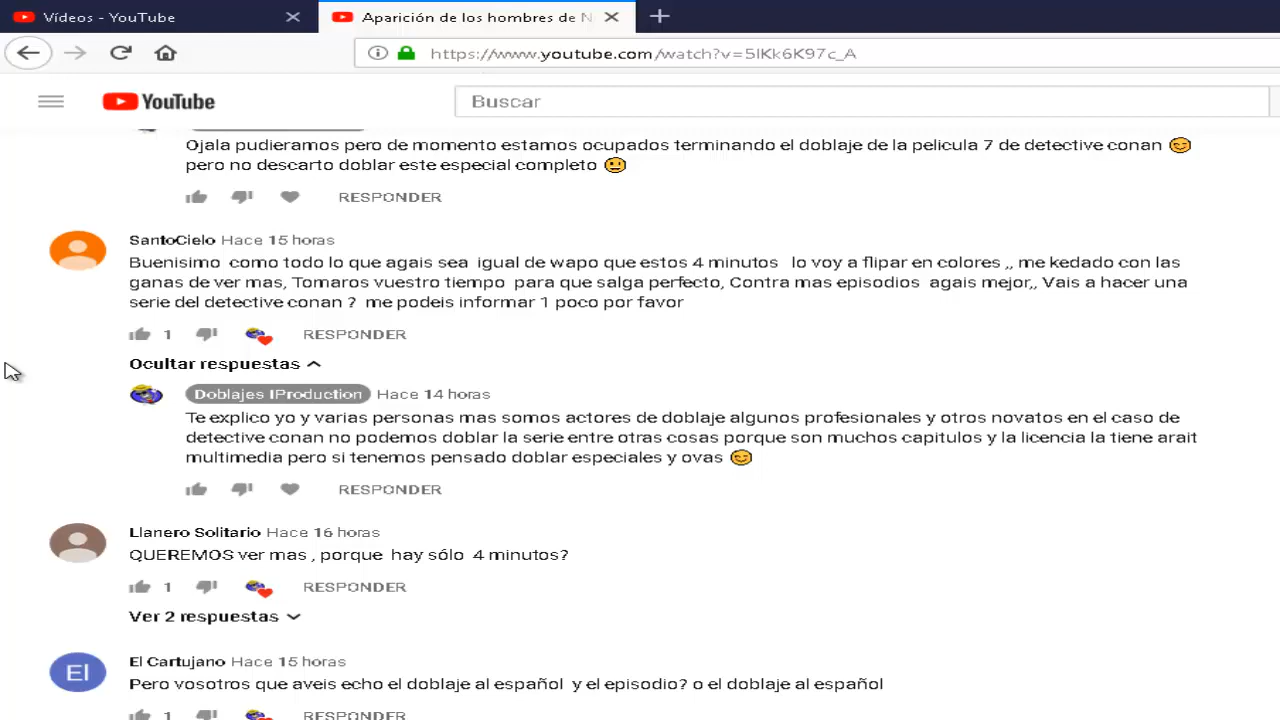 Vídeos - YouTube
Aparición de los hombres de N
https://www.youtube.com/watch?v=5lKk6K97c_A
YouTube
Buscar
Ojala pudieramos pero de momento estamos ocupados terminando el doblaje de la pelicula 7 de detective conan 😊
pero no descarto doblar este especial completo 🙂
RESPONDER
SantoCielo Hace 15 horas
Buenisimo como todo lo que agais sea igual de wapo que estos 4 minutos lo voy a flipar en colores ,, me kedado con las
ganas de ver mas, Tomaros vuestro tiempo para que salga perfecto, Contra mas episodios agais mejor,, Vais a hacer una
serie del detective conan ? me podeis informar 1 poco por favor
1 RESPONDER
Ocultar respuestas
Doblajes IProduction Hace 14 horas
Te explico yo y varias personas mas somos actores de doblaje algunos profesionales y otros novatos en el caso de
detective conan no podemos doblar la serie entre otras cosas porque son muchos capitulos y la licencia la tiene arait
multimedia pero si tenemos pensado doblar especiales y ovas 😊
RESPONDER
Llanero Solitario Hace 16 horas
QUEREMOS ver mas , porque hay sólo 4 minutos?
1 RESPONDER
Ver 2 respuestas
El
El Cartujano Hace 15 horas
Pero vosotros que aveis echo el doblaje al español y el episodio? o el doblaje al español
1 RESPONDER